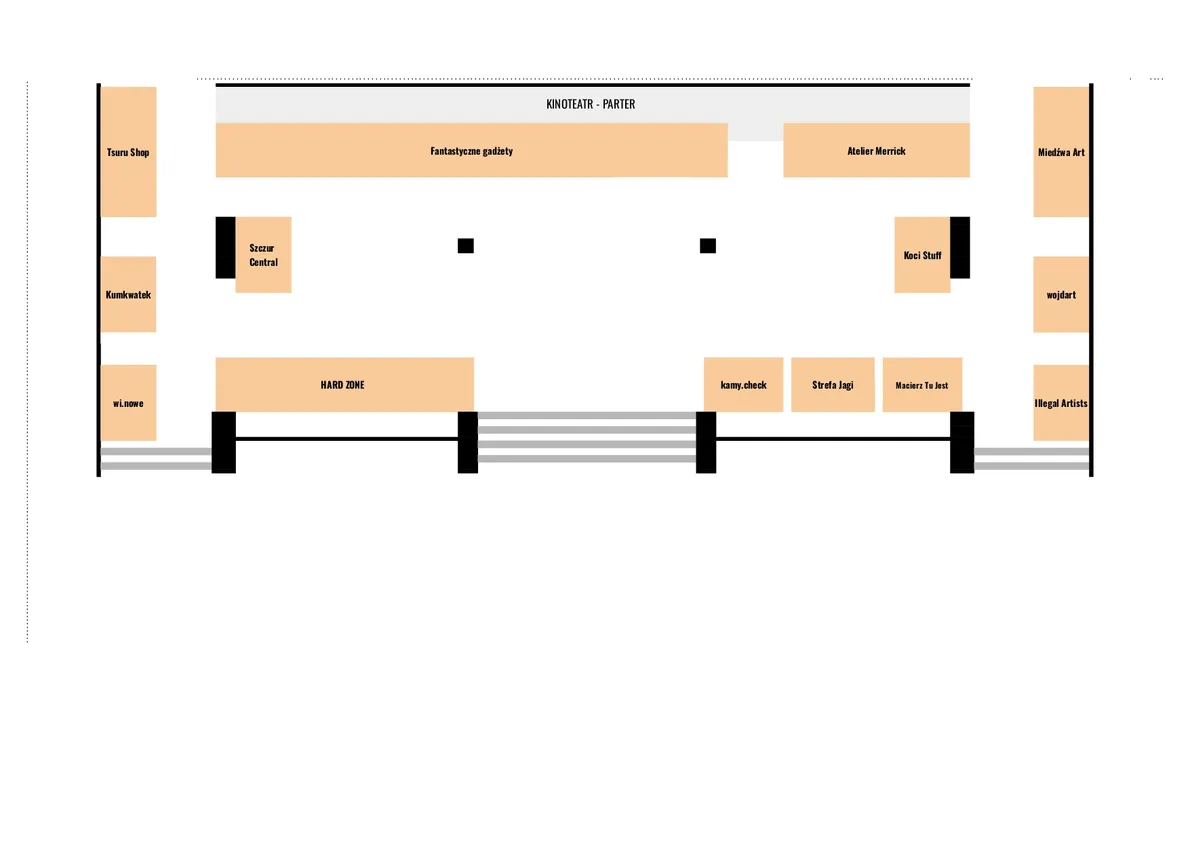 KINOTEATR - PARTER
Tsuru Shop
Fantastyczne gadżety
Atelier Merrick
Miedźwa Art
Szczur
Central
Koci Stuff
Kumkwatek
wojdart
HARD ZONE
kamy.check
Strefa Jagi
Macierz Tu Jest
wi.nowe
Illegal Artists